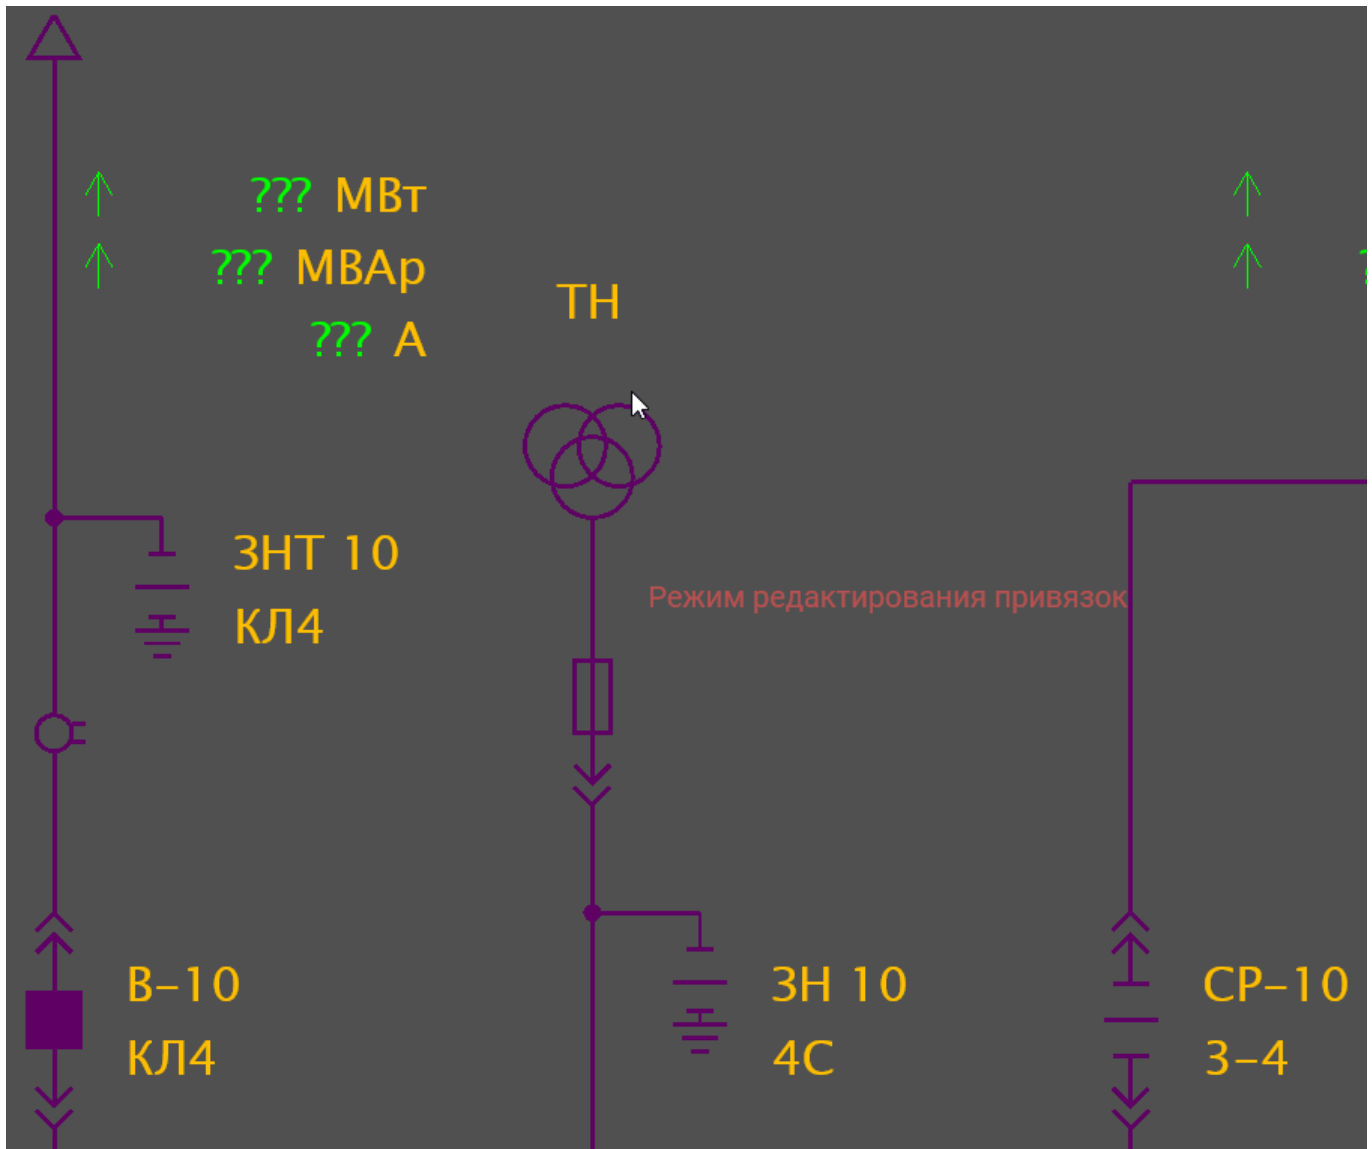 ??? МВт
??? МВАр
??? А
ТН
ЗНТ 10
КЛ4
Режим редактирования привязок
В-10
КЛ4
ЗН 10
4С
СР-10
3-4